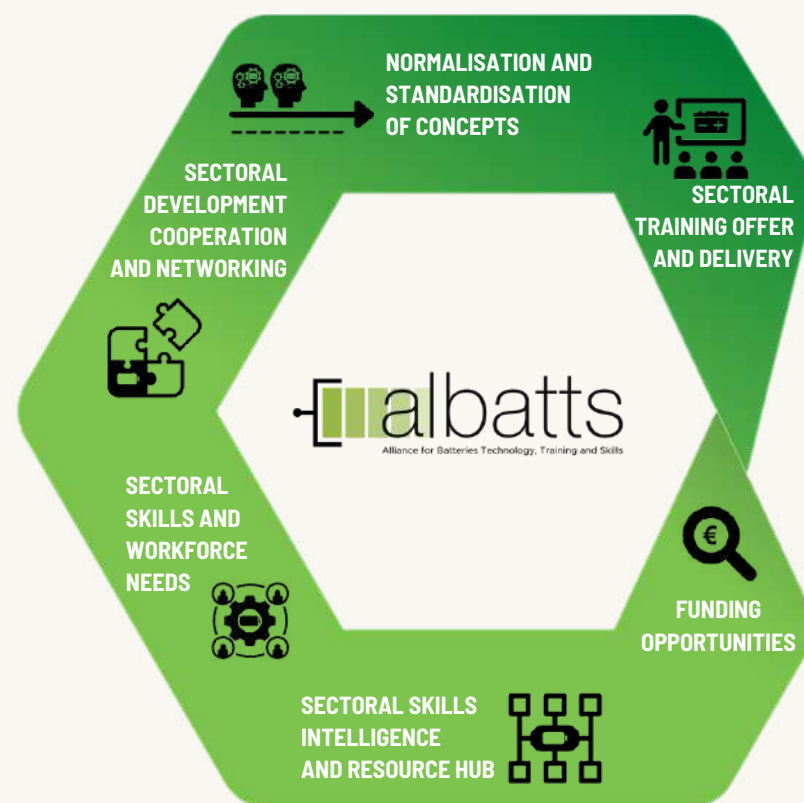 NORMALISATION AND
STANDARDISATION
OF CONCEPTS
SECTORAL
TRAINING OFFER
AND DELIVERY
SECTORAL
DEVELOPMENT
COOPERATION
AND NETWORKING
albatts
Alliance for Batteries Technology, Training and Skills
SECTORAL
SKILLS AND
WORKFORCE
NEEDS
€
FUNDING
OPPORTUNITIES
SECTORAL SKILLS
INTELLIGENCE
AND RESOURCE HUB